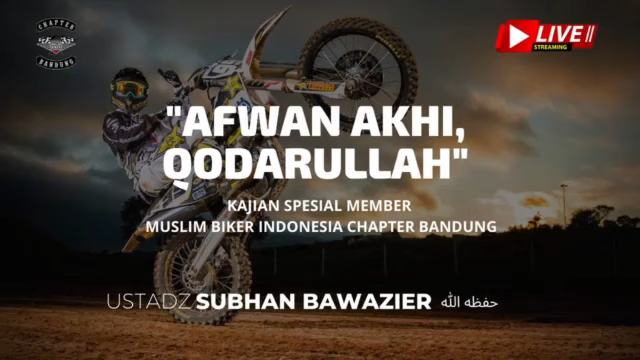 CHAPTER
BANDUNG
LIVE
STREAMING
"AFWAN AKHI,
QODARULLAH"
KAJIAN SPESIAL MEMBER
MUSLIM BIKER INDONESIA CHAPTER BANDUNG
USTADZ SUBHAN BAWAZIER حفظه الله